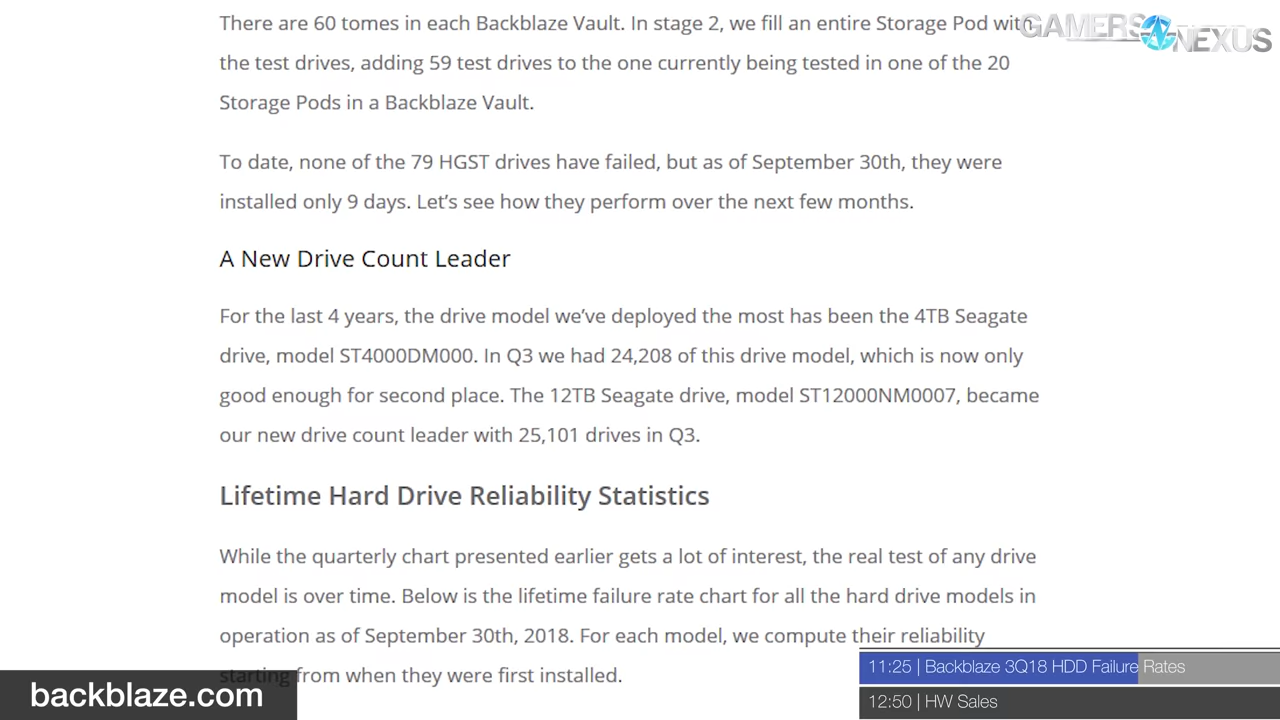 There are 60 tomes in each Backblaze Vault. In stage 2, we fill an entire Storage Pod with
GAMERS NEXUS
the test drives, adding 59 test drives to the one currently being tested in one of the 20
Storage Pods in a Backblaze Vault.
To date, none of the 79 HGST drives have failed, but as of September 30th, they were
installed only 9 days. Let’s see how they perform over the next few months.
A New Drive Count Leader
For the last 4 years, the drive model we’ve deployed the most has been the 4TB Seagate
drive, model ST4000DM000. In Q3 we had 24,208 of this drive model, which is now only
good enough for second place. The 12TB Seagate drive, model ST12000NM0007, became
our new drive count leader with 25,101 drives in Q3.
Lifetime Hard Drive Reliability Statistics
While the quarterly chart presented earlier gets a lot of interest, the real test of any drive
model is over time. Below is the lifetime failure rate chart for all the hard drive models in
operation as of September 30th, 2018. For each model, we compute their reliability
starting from when they were first installed.
backblaze.com
11:25 | Backblaze 3Q18 HDD Failure Rates
12:50 | HW Sales